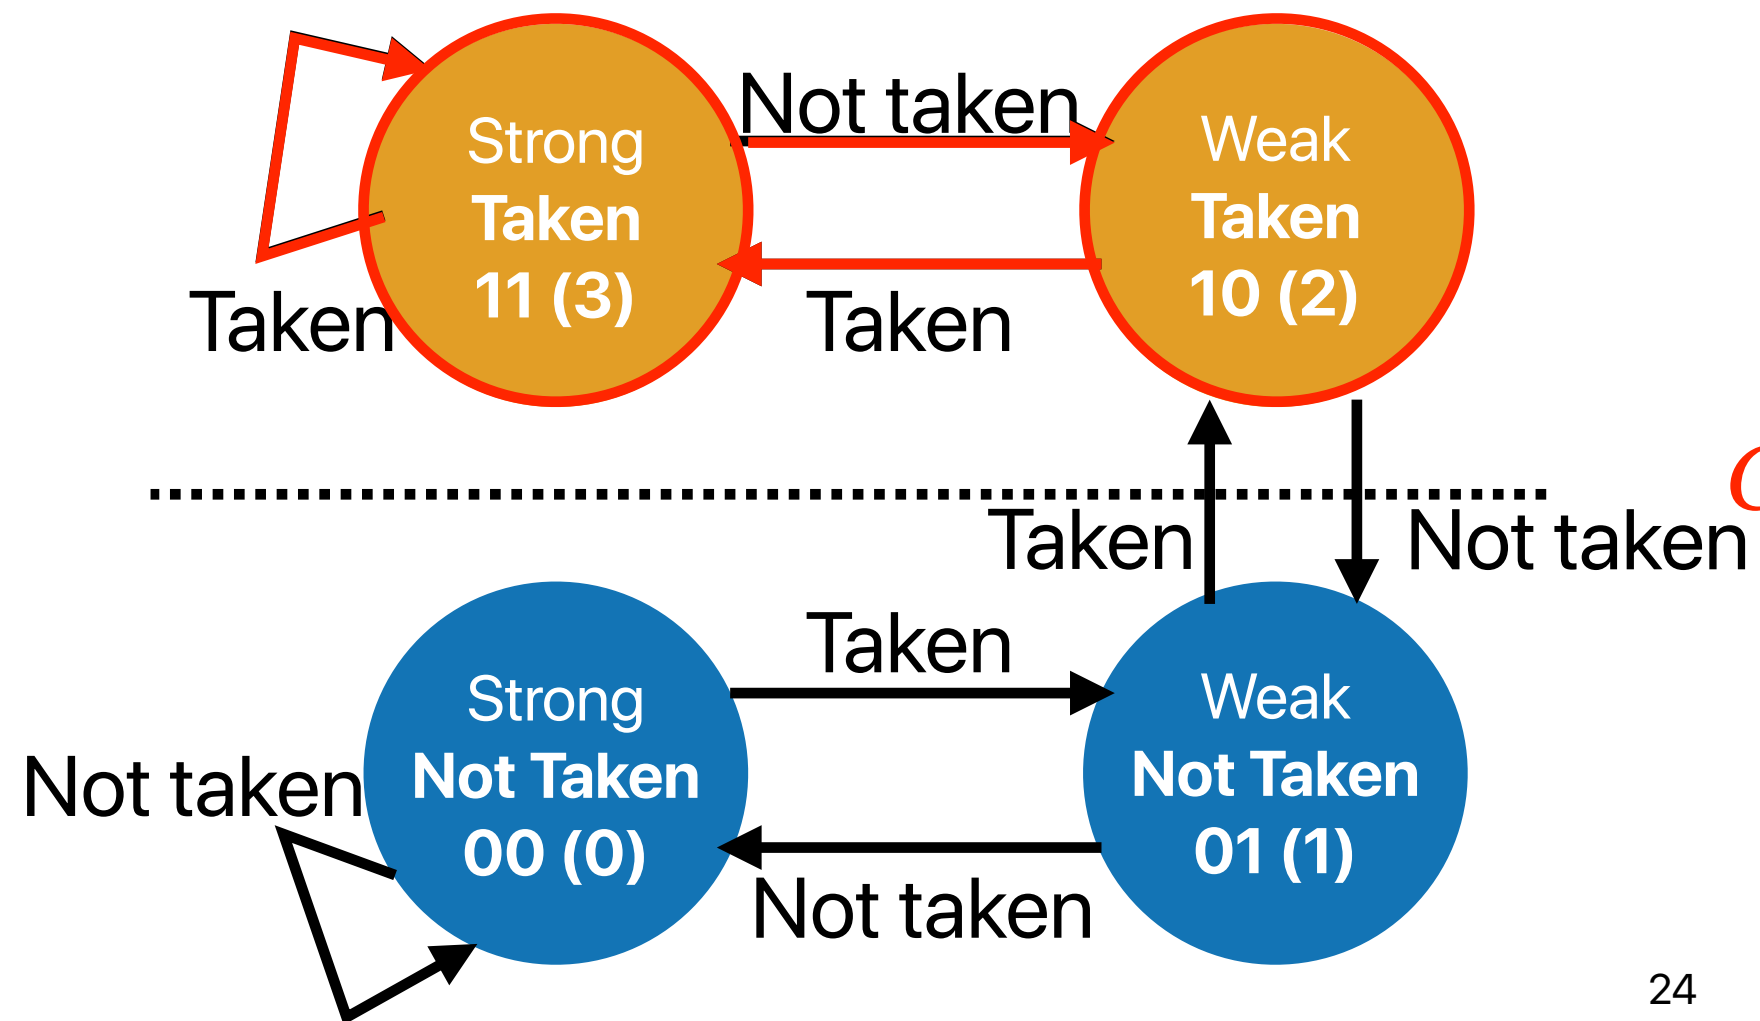 Not taken
Strong
Taken
11 (3)
Weak
Taken
10 (2)
Taken
Taken
Taken
Not taken
Taken
Strong
Not Taken
00 (0)
Weak
Not Taken
01 (1)
Not taken
Not taken
24